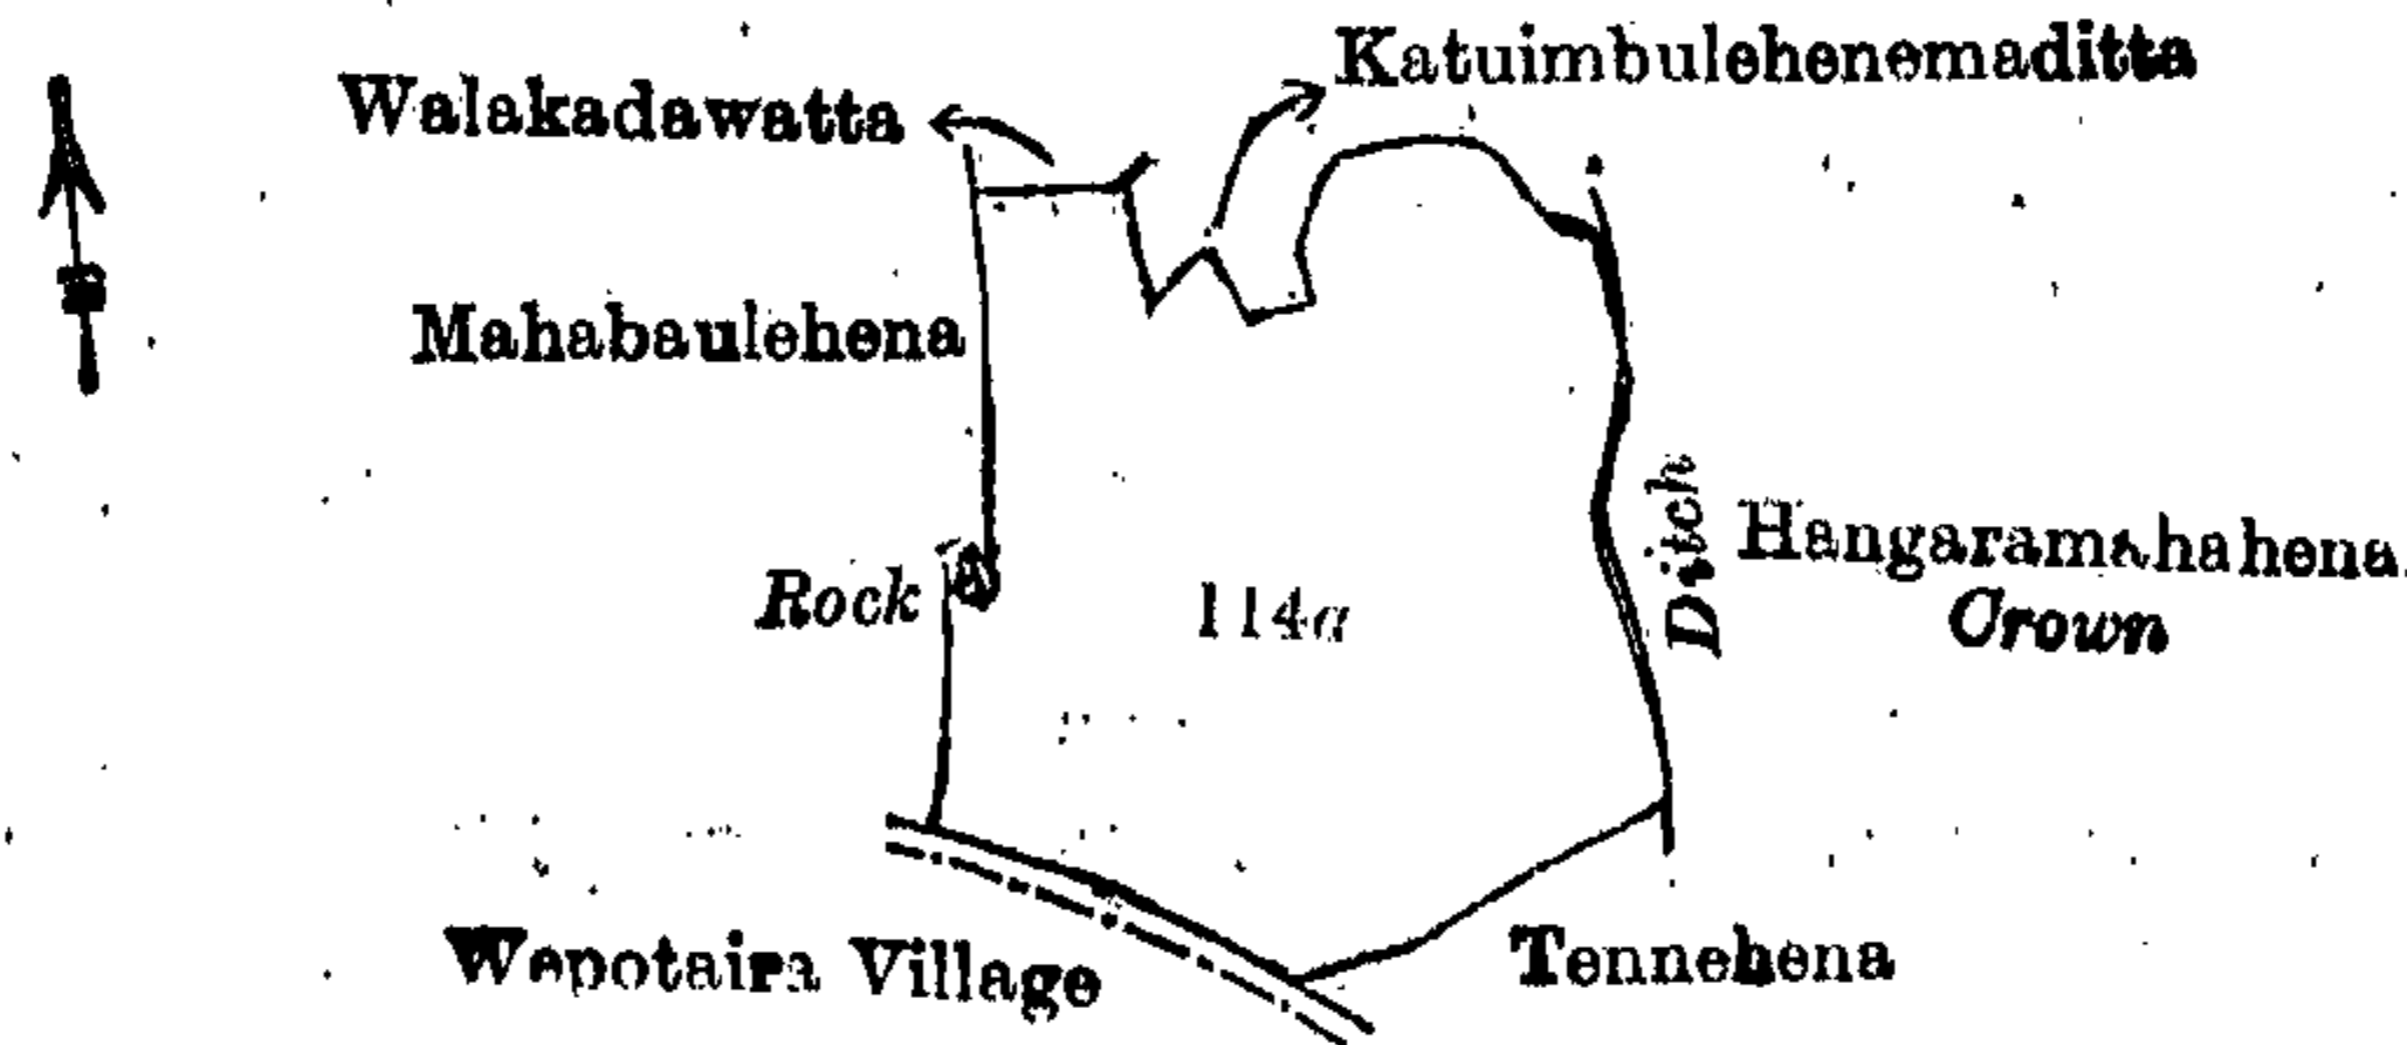 Katuimbulehenemaditta
Walakadawatta
Mahabaulehena
Rock
114a
Ditch
Hangaramahahena
Crown
Wepotaira Village
Tennehena